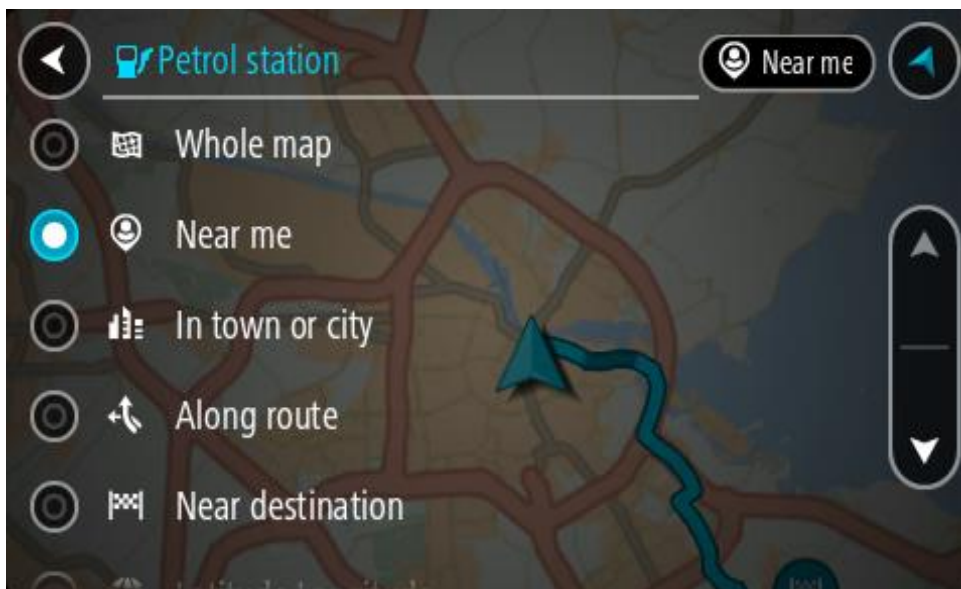 Petrol station
Near me
Whole map
Near me
In town or city
Along route
Near destination